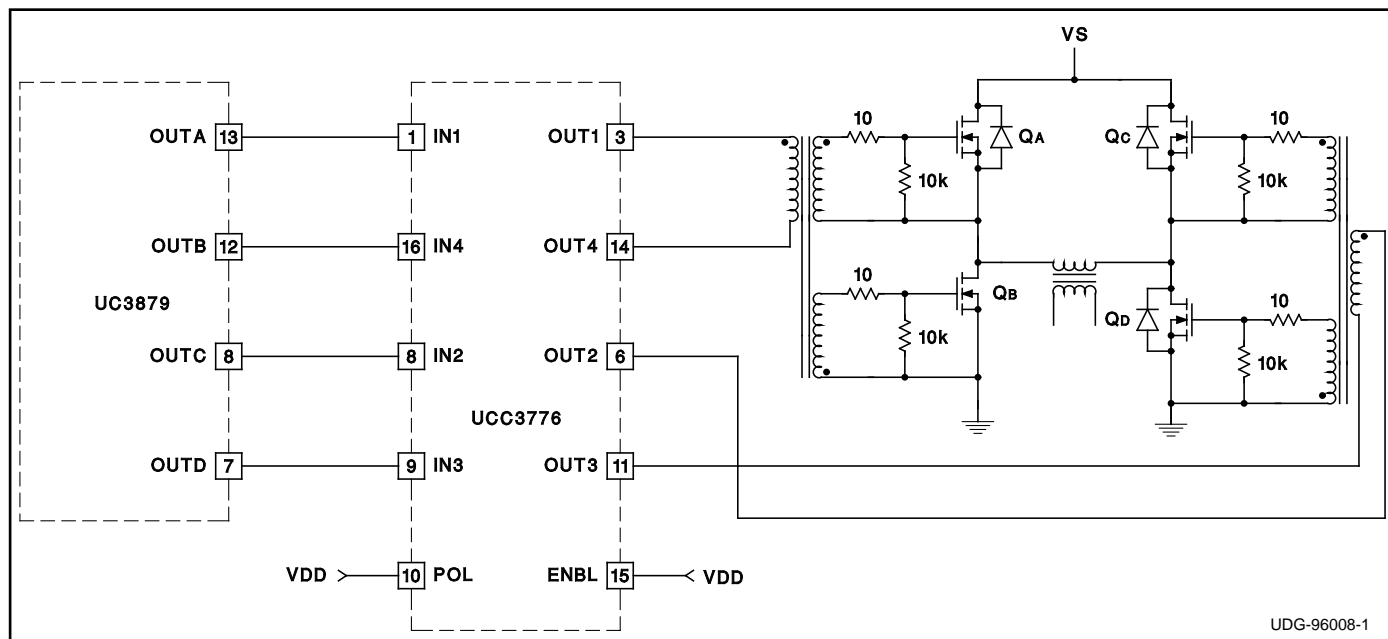 VS
OUTA 13
1 IN1
OUT1 3
10
QA
QC
10
10k
10k
OUTB 12
16 IN4
OUT4 14
UC3879
10
QB
QD
10
10k
10k
OUTC 8
8 IN2
OUT2 6
UCC3776
OUTD 7
9 IN3
OUT3 11
VDD
10 POL
ENBL 15
VDD
UDG-96008-1